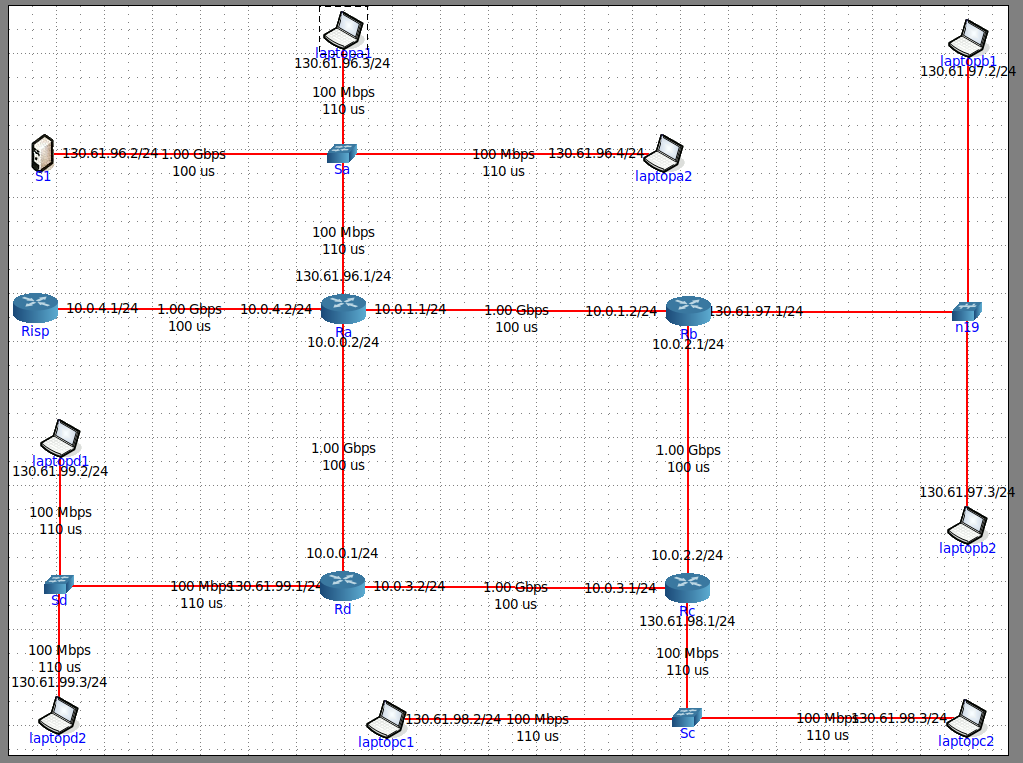 laptopa1
130.61.96.3/24
100 Mbps
110 us
laptopb1
130.61.97.2/24
S1
130.61.96.2/24
1.00 Gbps
100 us
Sa
100 Mbps
110 us
130.61.96.4/24
laptopa2
100 Mbps
110 us
130.61.96.1/24
Risp
10.0.4.1/24
1.00 Gbps
100 us
10.0.4.2/24
Ra
10.0.0.2/24
10.0.1.1/24
1.00 Gbps
100 us
10.0.1.2/24
Rb
10.0.2.1/24
130.61.97.1/24
n19
laptopd1
130.61.99.2/24
100 Mbps
110 us
1.00 Gbps
100 us
1.00 Gbps
100 us
130.61.97.3/24
laptopb2
Sd
100 Mbps
110 us
130.61.99.1/24
10.0.0.1/24
Rd
10.0.3.2/24
1.00 Gbps
100 us
10.0.3.1/24
10.0.2.2/24
Rc
130.61.98.1/24
100 Mbps
110 us
100 Mbps
110 us
130.61.99.3/24
laptopd2
laptopc1
130.61.98.2/24
100 Mbps
110 us
Sc
100 Mbps
110 us
130.61.98.3/24
laptopc2